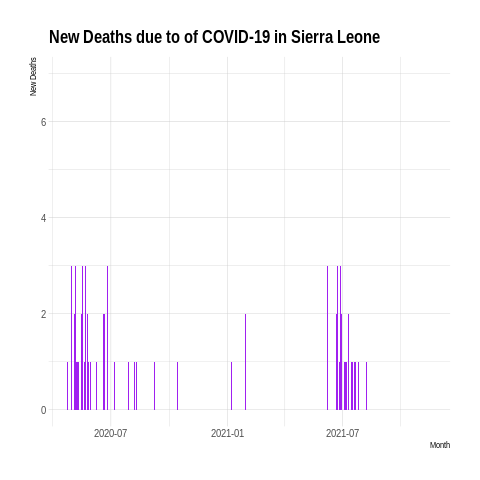 New Deaths due to of COVID-19 in Sierra Leone
New Deaths
6
4
2
0
2020-07 2021-01 2021-07
Month